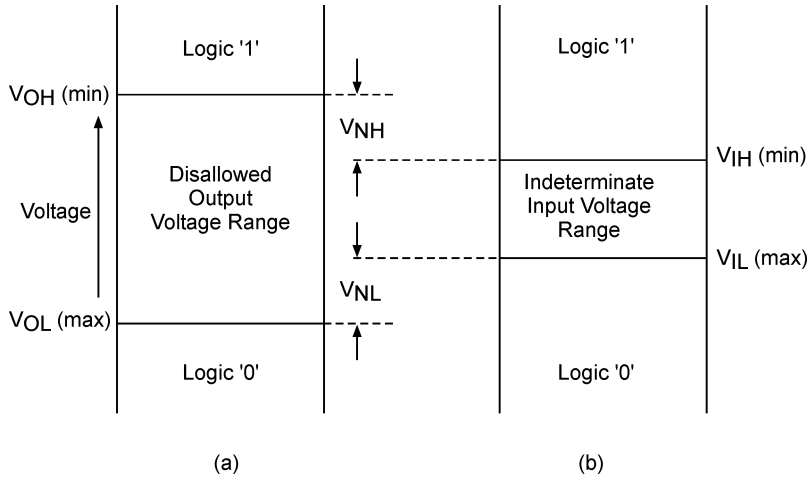 Logic '1'
Logic '1'
VOH (min)
VNH
VIH (min)
Disallowed
Output
Voltage Range
Indeterminate
Input Voltage
Range
Voltage
VIL (max)
VNL
VOL (max)
Logic '0'
Logic '0'
(a)
(b)